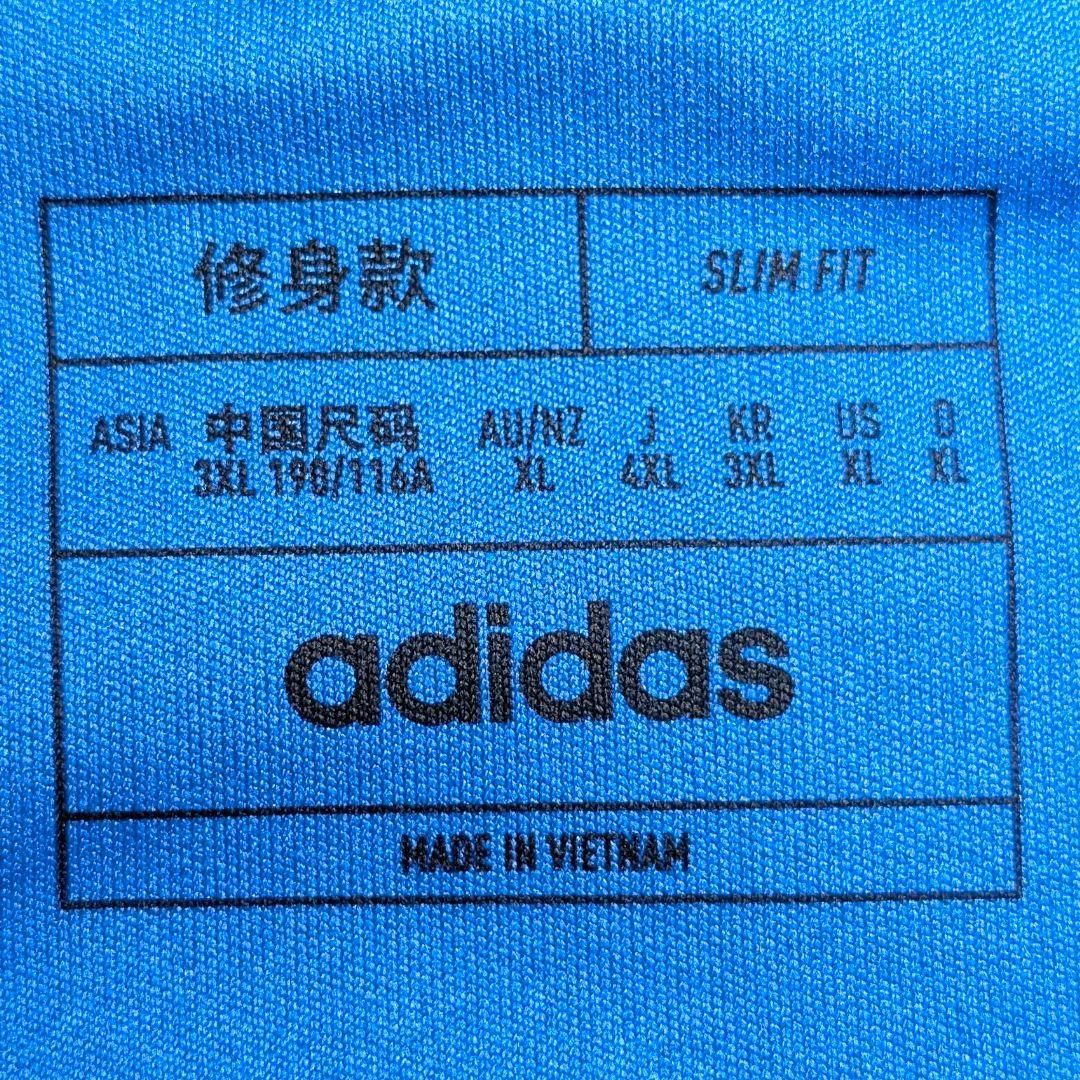 修身款 SLIM FIT
ASIA 中国尺码 AU/NZ J KR US D
3XL 190/116A XL 4XL 3XL XL XL
adidas
MADE IN VIETNAM